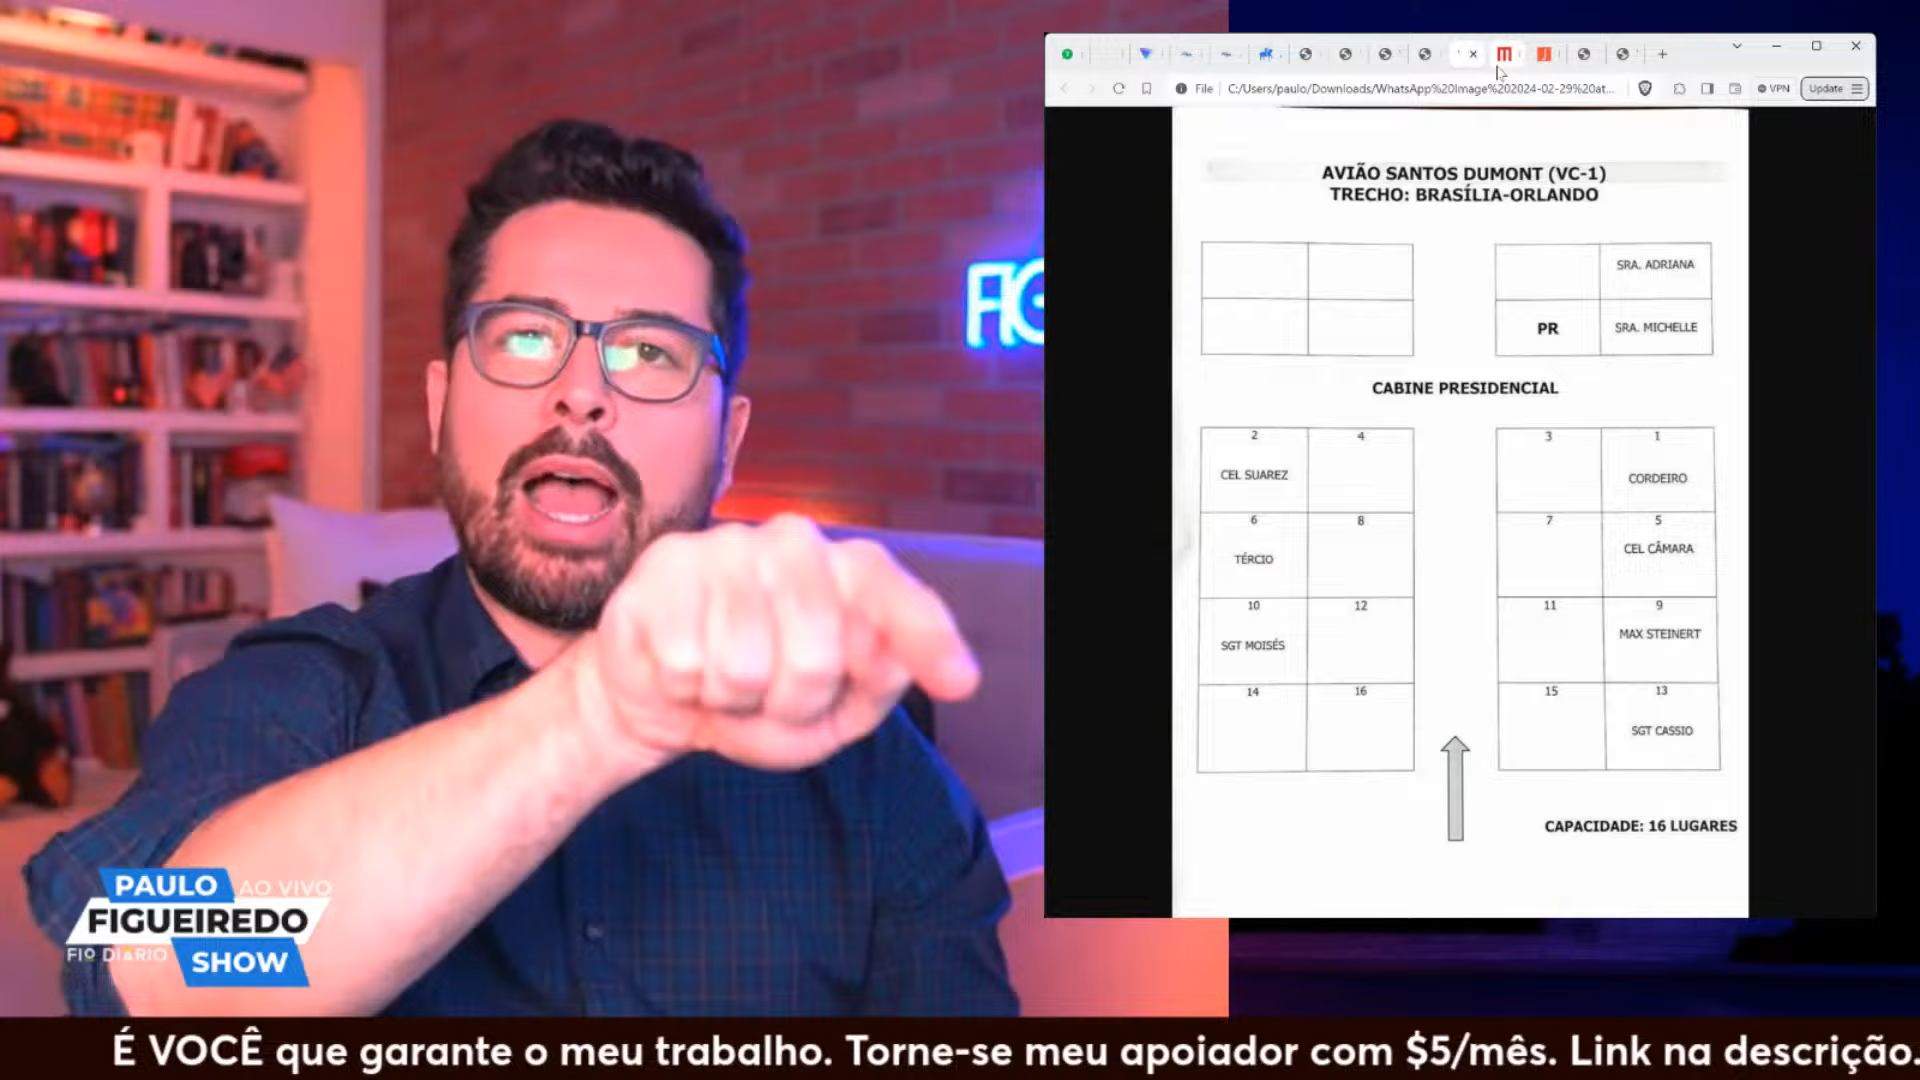 FIG
File C:/Users/paulo/Downloads/WhatsApp%20Image%202024-02-29%20at...
VPN
Update
AVIÃO SANTOS DUMONT (VC-1)
TRECHO: BRASÍLIA-ORLANDO
SRA. ADRIANA
PR
SRA. MICHELLE
CABINE PRESIDENCIAL
2 4 3 1
CEL SUAREZ
CORDEIRO
6 8 7 5
TÉRCIO
CEL CÂMARA
10 12 11 9
SGT MOISÉS
MAX STEINERT
14 16 15 13
SGT CASSIO
CAPACIDADE: 16 LUGARES
PAULO AO VIVO
FIGUEIREDO
FIO DIÁRIO SHOW
É VOCÊ que garante o meu trabalho. Torne-se meu apoiador com $5/mês. Link na descrição.